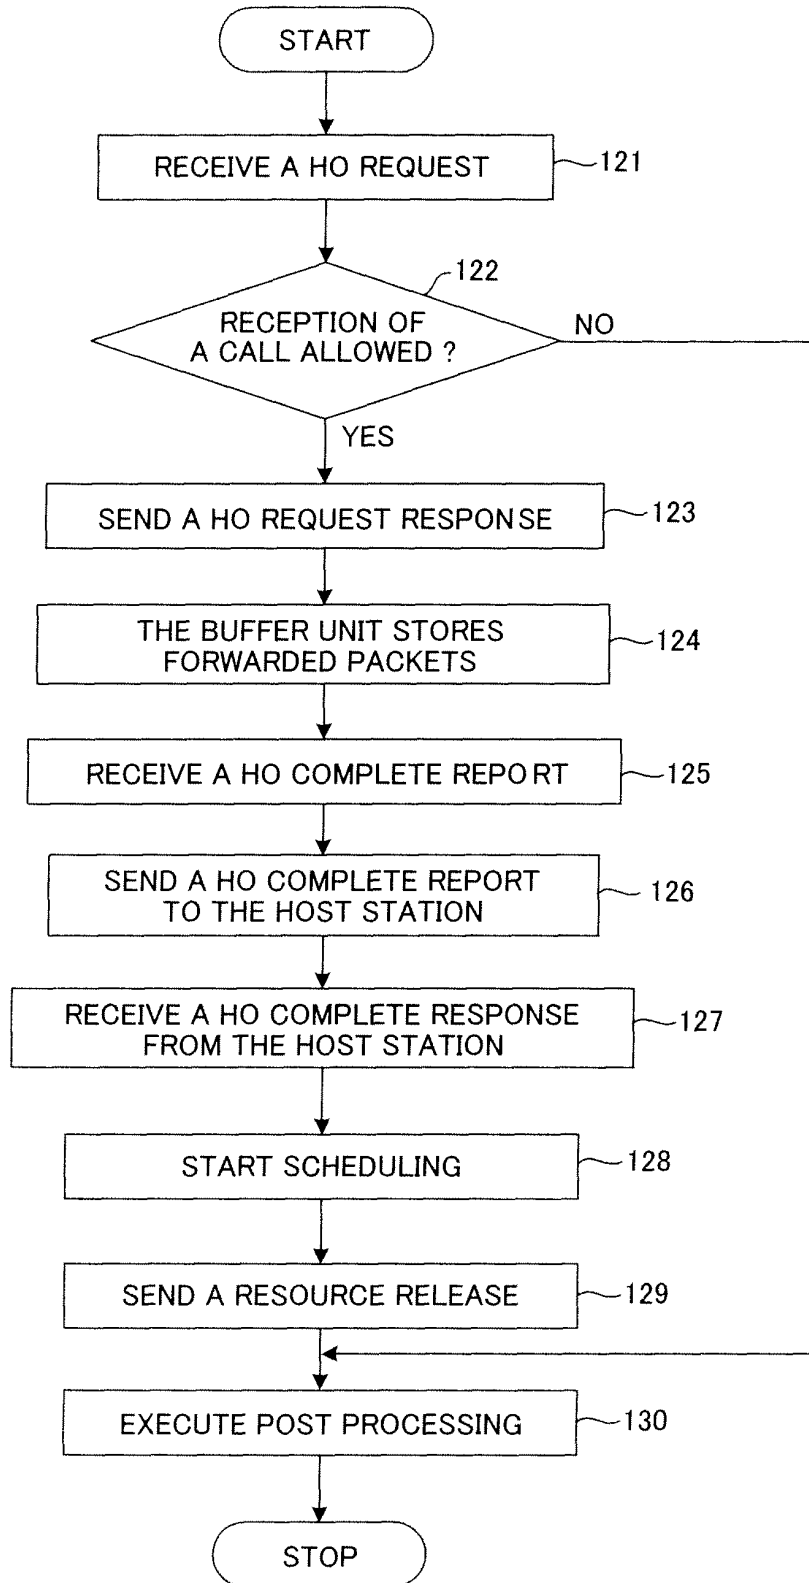 START
RECEIVE A HO REQUEST
121
122
RECEPTION OF
A CALL ALLOWED ?
NO
YES
SEND A HO REQUEST RESPONSE
123
THE BUFFER UNIT STORES
FORWARDED PACKETS
124
RECEIVE A HO COMPLETE REPORT
125
SEND A HO COMPLETE REPORT
TO THE HOST STATION
126
RECEIVE A HO COMPLETE RESPONSE
FROM THE HOST STATION
127
START SCHEDULING
128
SEND A RESOURCE RELEASE
129
EXECUTE POST PROCESSING
130
STOP